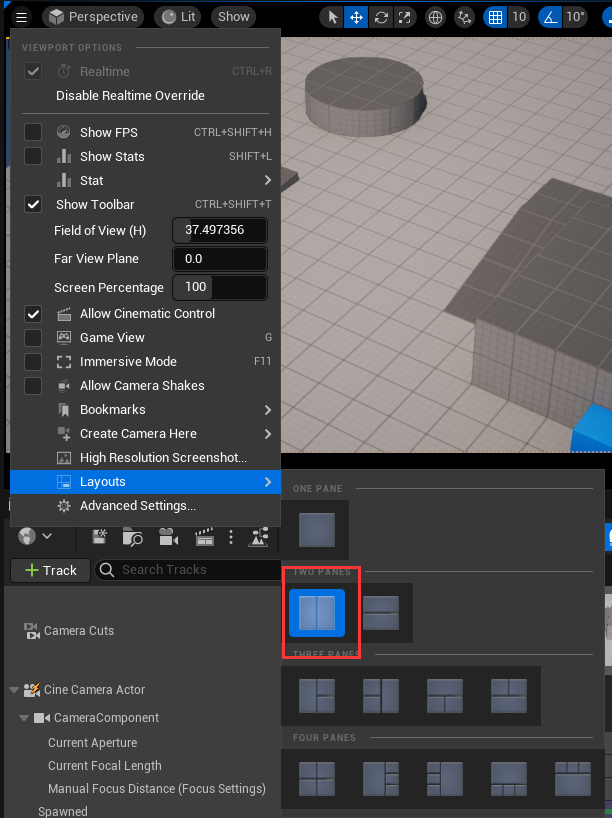 Perspective Lit Show 10 10°
VIEWPORT OPTIONS
Realtime CTRL+R
Disable Realtime Override
Show FPS CTRL+SHIFT+H
Show Stats SHIFT+L
Stat
Show Toolbar CTRL+SHIFT+T
Field of View (H) 37.497356
Far View Plane 0.0
Screen Percentage 100
Allow Cinematic Control
Game View G
Immersive Mode F11
Allow Camera Shakes
Bookmarks
Create Camera Here
High Resolution Screenshot...
Layouts
Advanced Settings...
ONE PANE
TWO PANES
THREE PANES
FOUR PANES
+ Track Search Tracks
Camera Cuts
Cine Camera Actor
CameraComponent
Current Aperture
Current Focal Length
Manual Focus Distance (Focus Settings)
Spawned